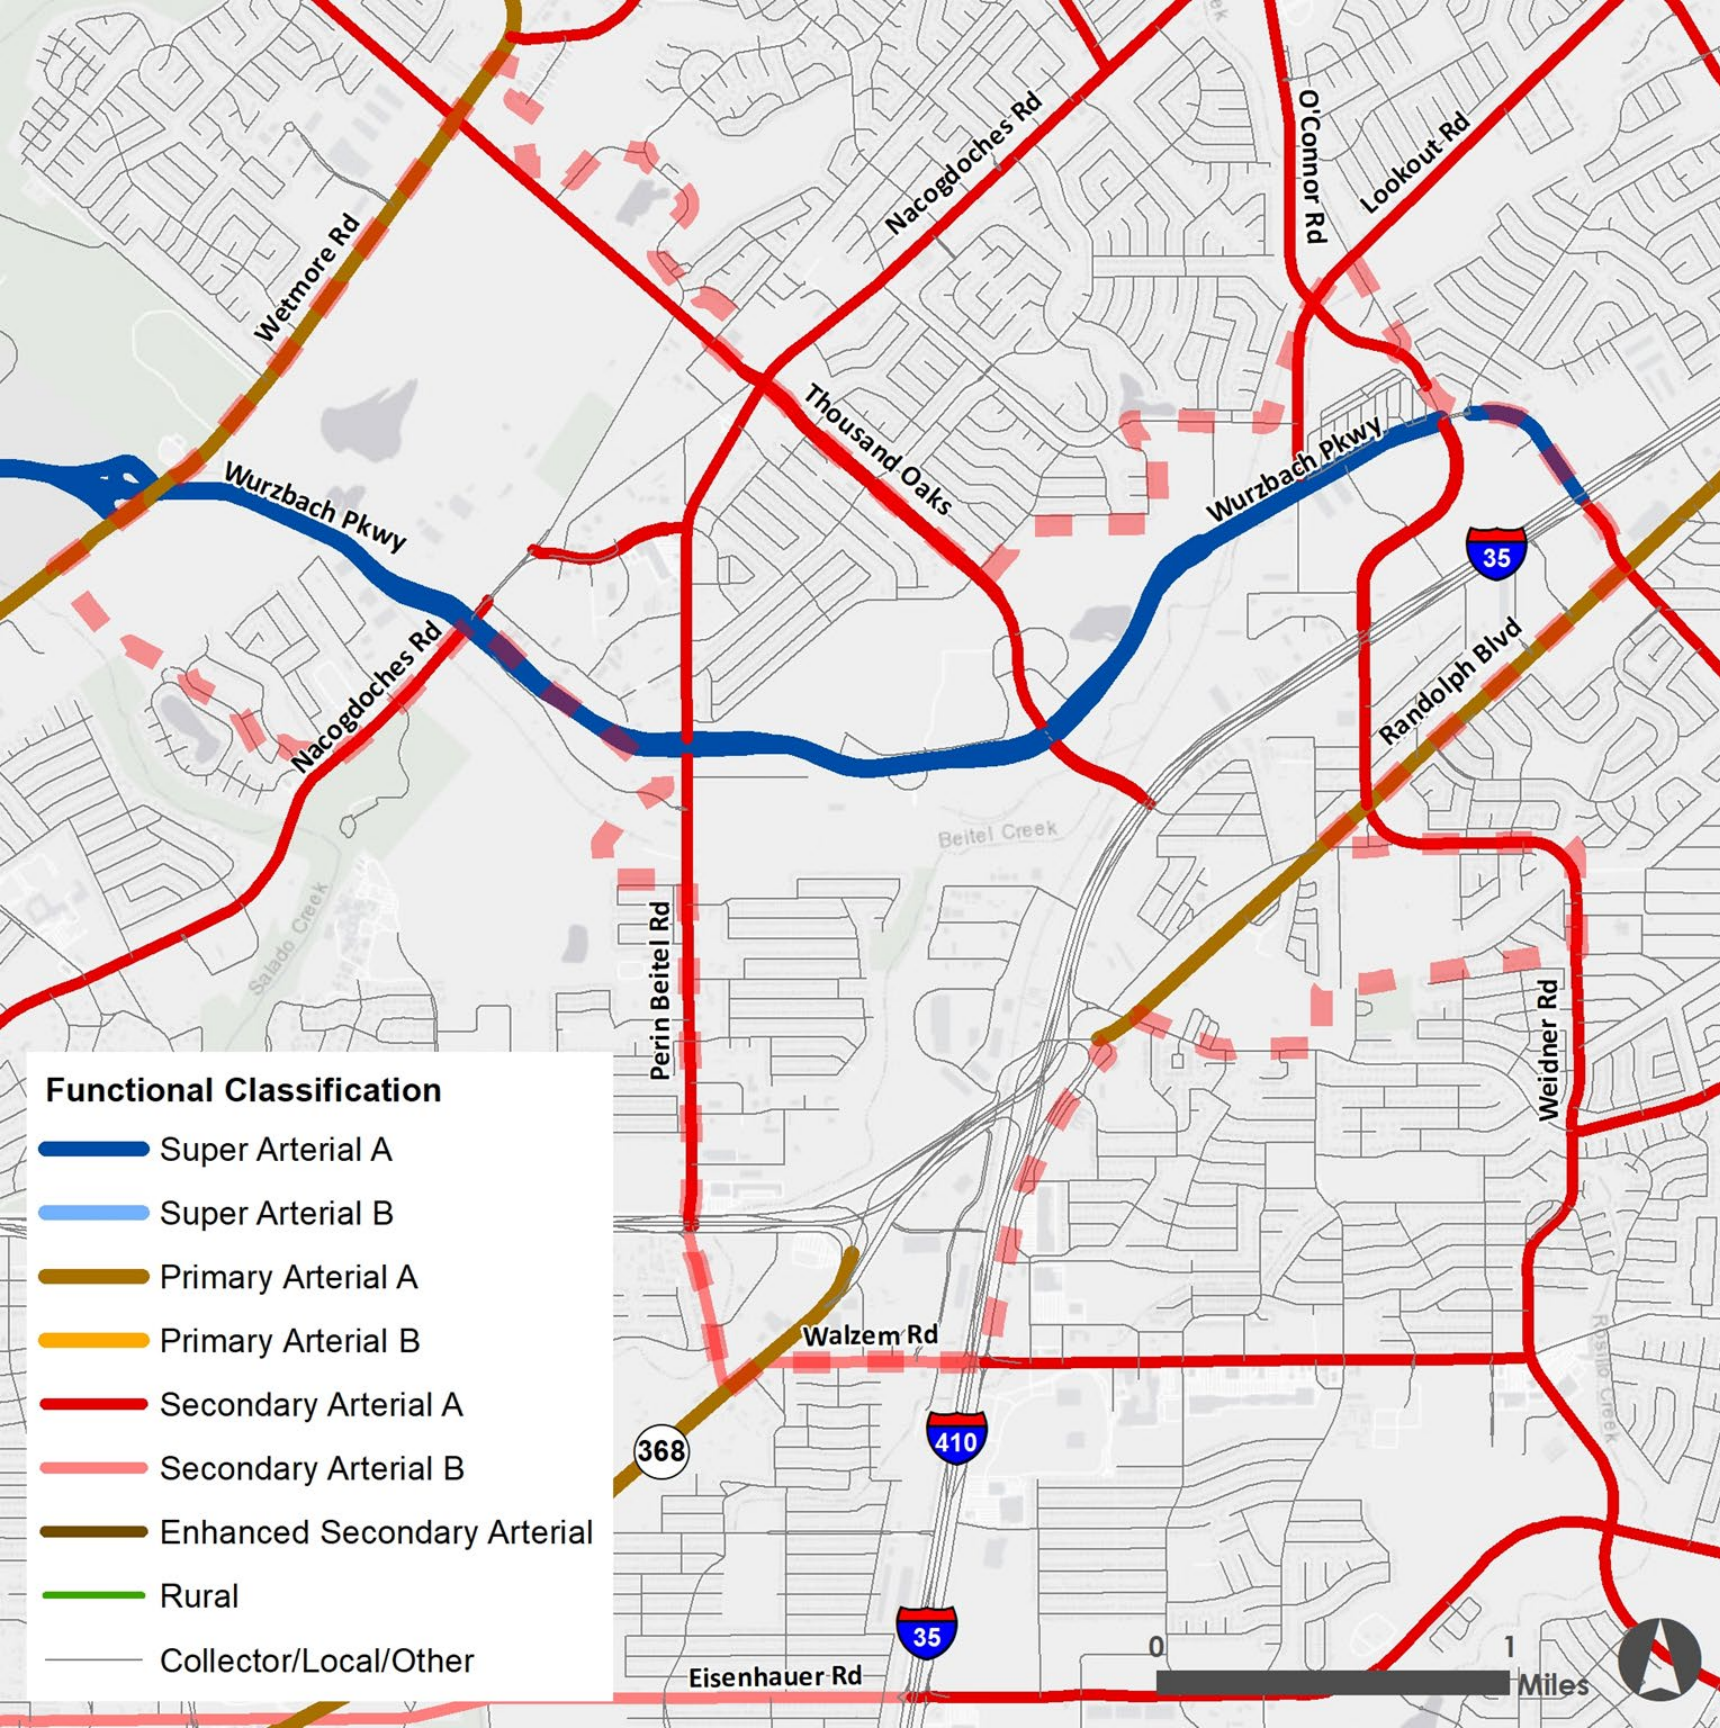 ek
O'Connor Rd
Nacogdoches Rd
Lookout Rd
Wetmore Rd
Thousand Oaks
Wurzbach Pkwy
Wurzbach Pkwy
35
Nacogdoches Rd
Randolph Blvd
Beitel Creek
Salado Creek
Perin Beitel Rd
Weidner Rd
Walzem Rd
Rosillo Creek
368
410
35
Eisenhauer Rd
Functional Classification
Super Arterial A
Super Arterial B
Primary Arterial A
Primary Arterial B
Secondary Arterial A
Secondary Arterial B
Enhanced Secondary Arterial
Rural
Collector/Local/Other
0 1
Miles